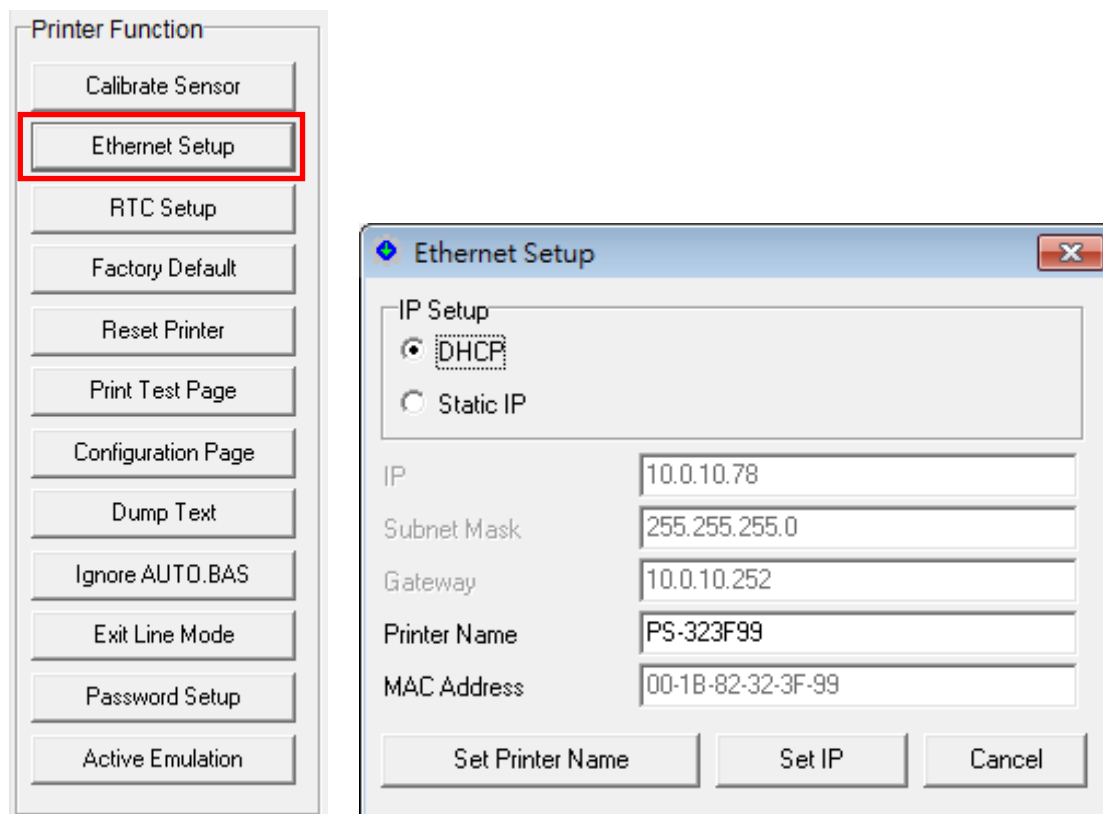 Printer Function
Calibrate Sensor
Ethernet Setup
RTC Setup
Factory Default
Reset Printer
Print Test Page
Configuration Page
Dump Text
Ignore AUTO.BAS
Exit Line Mode
Password Setup
Active Emulation
Ethernet Setup
IP Setup
DHCP
Static IP
IP 10.0.10.78
Subnet Mask 255.255.255.0
Gateway 10.0.10.252
Printer Name PS-323F99
MAC Address 00-1B-82-32-3F-99
Set Printer Name Set IP Cancel